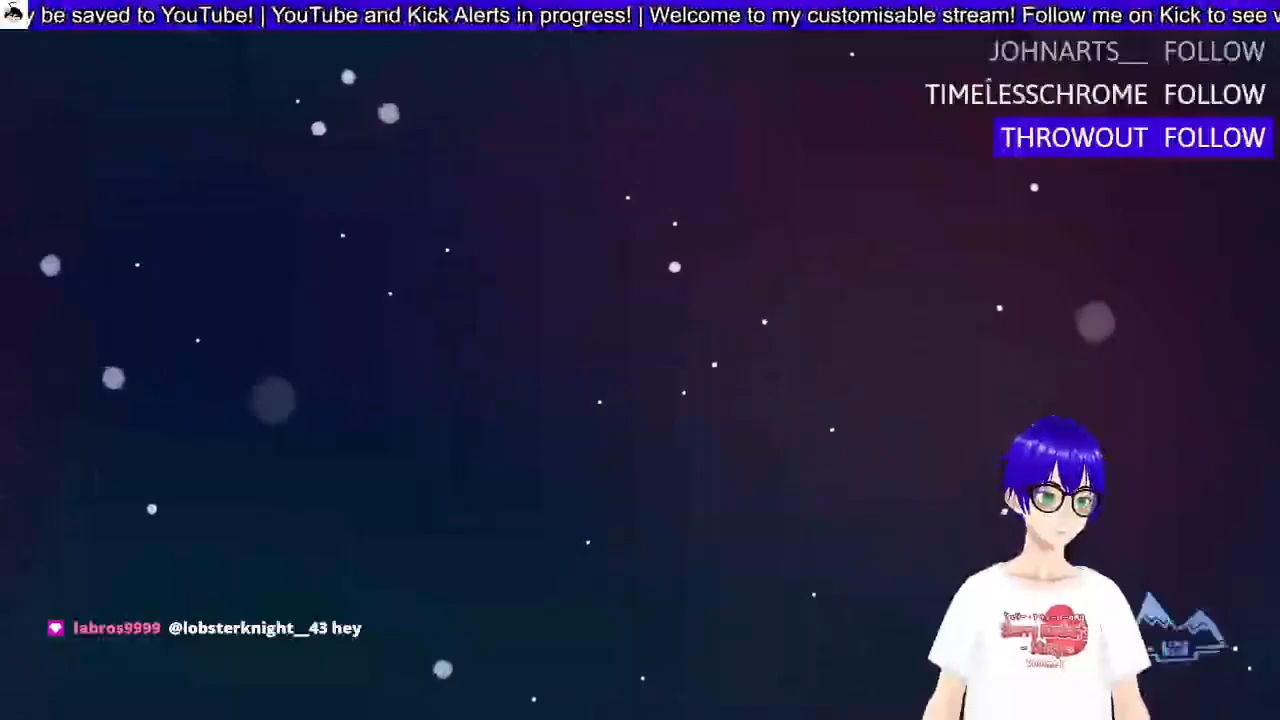 y be saved to YouTube! | YouTube and Kick Alerts in progress! | Welcome to my customisable stream! Follow me on Kick to see v
JOHNARTS__ FOLLOW
TIMELESSCHROME FOLLOW
THROWOUT FOLLOW
labros9999 @lobsterknight_43 hey